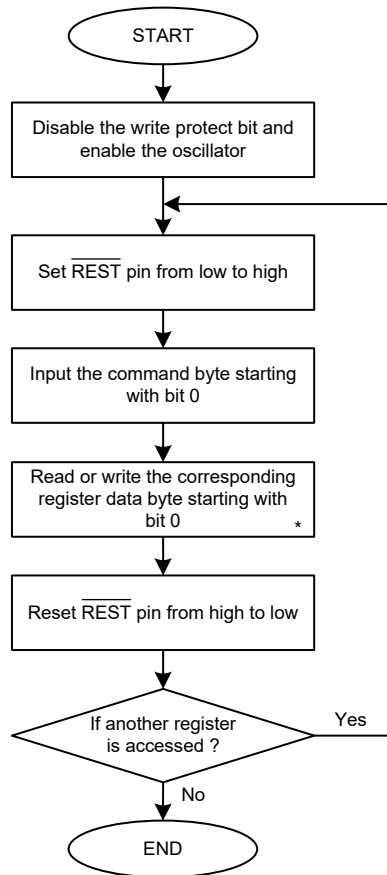 START
Disable the write protect bit and
enable the oscillator
Set R̅E̅S̅T̅ pin from low to high
Input the command byte starting
with bit 0
Read or write the corresponding
register data byte starting with
bit 0 *
Reset R̅E̅S̅T̅ pin from high to low
If another register
is accessed ?
Yes
No
END